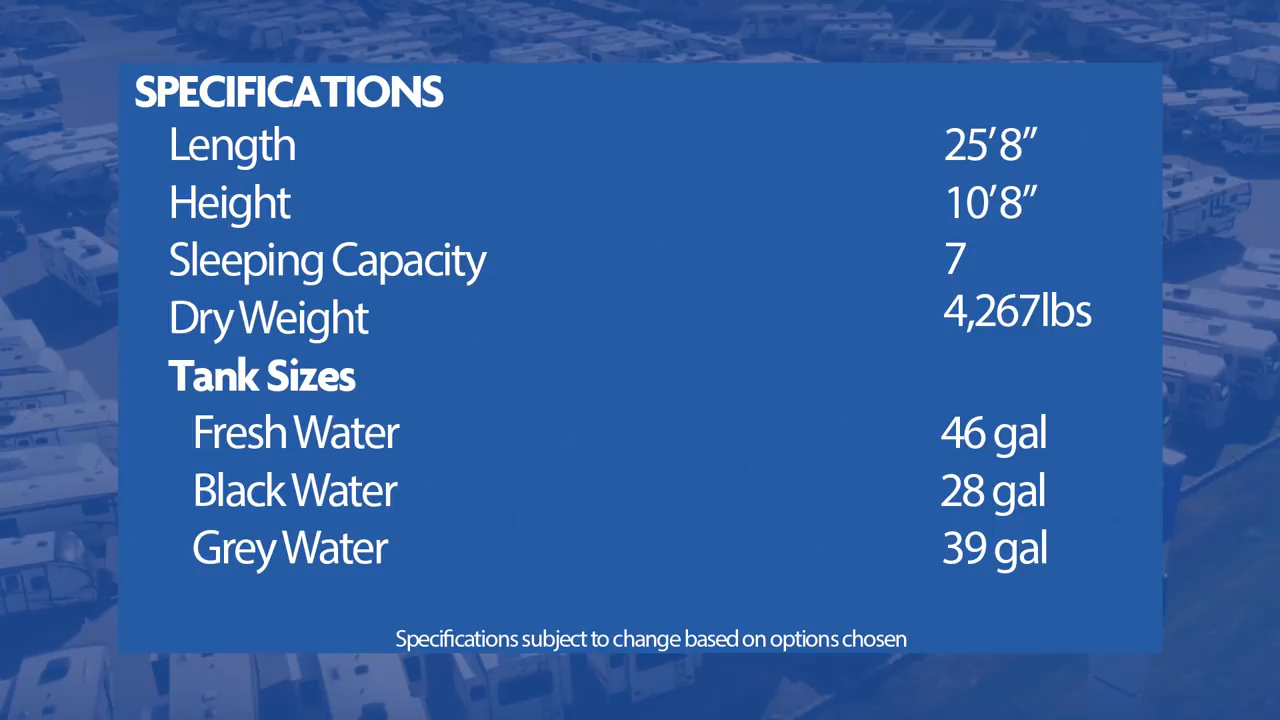 SPECIFICATIONS
Length 25’8”
Height 10’8”
Sleeping Capacity 7
Dry Weight 4,267lbs
Tank Sizes
Fresh Water 46 gal
Black Water 28 gal
Grey Water 39 gal
Specifications subject to change based on options chosen